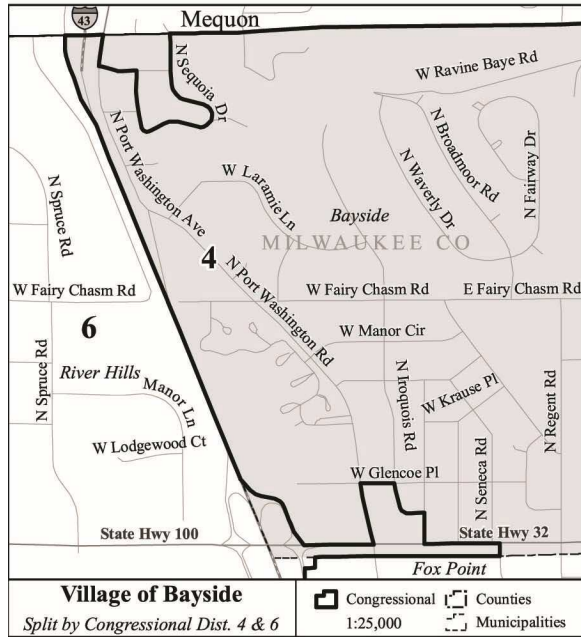 43
Mequon
N Sequoia Dr
W Ravine Baye Rd
N Port Washington Ave
N Broadmoor Rd
N Fairway Dr
N Waverly Dr
W Laramie Ln
Bayside
MILWAUKEE CO
N Spruce Rd
4
N Port Washington Rd
W Fairy Chasm Rd
W Fairy Chasm Rd
E Fairy Chasm Rd
6
W Manor Cir
River Hills
N Spruce Rd
Manor Ln
N Iroquois Rd
W Krause Pl
N Regent Rd
W Lodgewood Ct
N Seneca Rd
W Glencoe Pl
State Hwy 100
State Hwy 32
Fox Point
Village of Bayside
Split by Congressional Dist. 4 & 6
Congressional
Counties
1:25,000
Municipalities